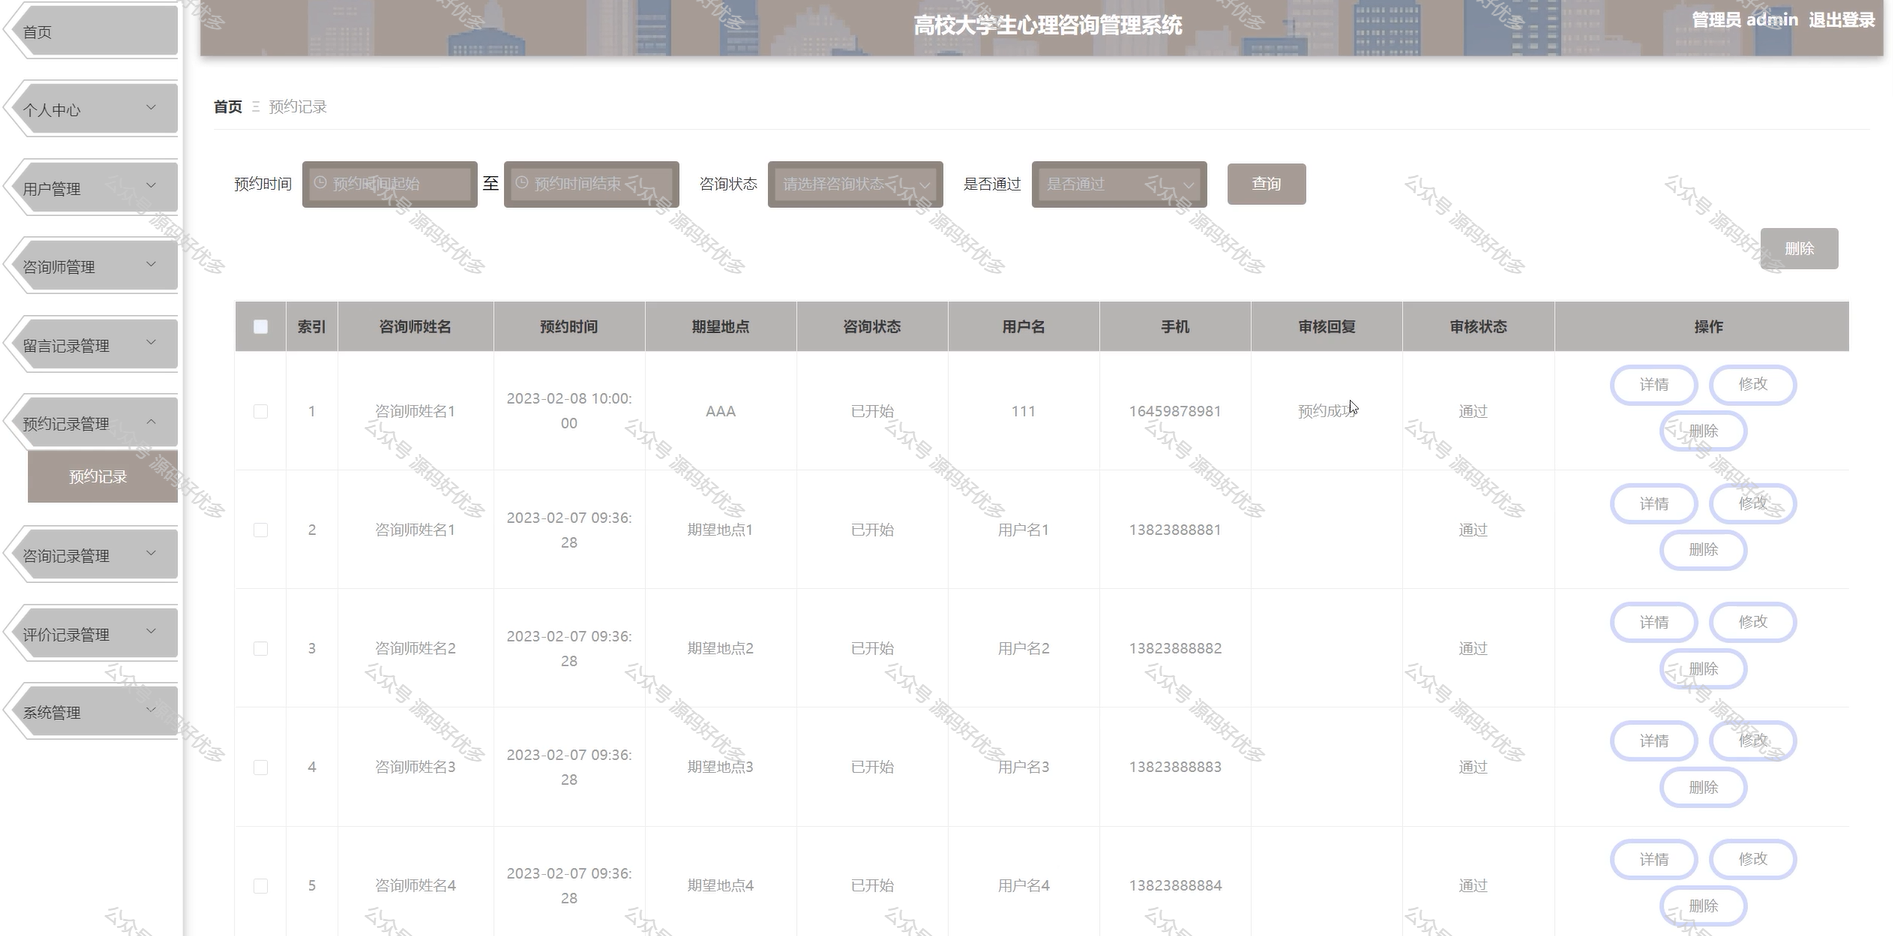 高校大学生心理咨询管理系统
管理员 admin 退出登录
首页
个人中心
用户管理
咨询师管理
留言记录管理
预约记录管理
预约记录
咨询记录管理
评价记录管理
系统管理
首页 Ξ 预约记录
预约时间 预约时间起始 至 预约时间结束 咨询状态 请选择咨询状态 是否通过 是否通过 查询
删除
索引 咨询师姓名 预约时间 期望地点 咨询状态 用户名 手机 审核回复 审核状态 操作
1 咨询师姓名1 2023-02-08 10:00:00 AAA 已开始 111 16459878981 预约成功 通过 详情 修改 删除
2 咨询师姓名1 2023-02-07 09:36:28 期望地点1 已开始 用户名1 13823888881 通过 详情 修改 删除
3 咨询师姓名2 2023-02-07 09:36:28 期望地点2 已开始 用户名2 13823888882 通过 详情 修改 删除
4 咨询师姓名3 2023-02-07 09:36:28 期望地点3 已开始 用户名3 13823888883 通过 详情 修改 删除
5 咨询师姓名4 2023-02-07 09:36:28 期望地点4 已开始 用户名4 13823888884 通过 详情 修改 删除
公众号 源码好优多